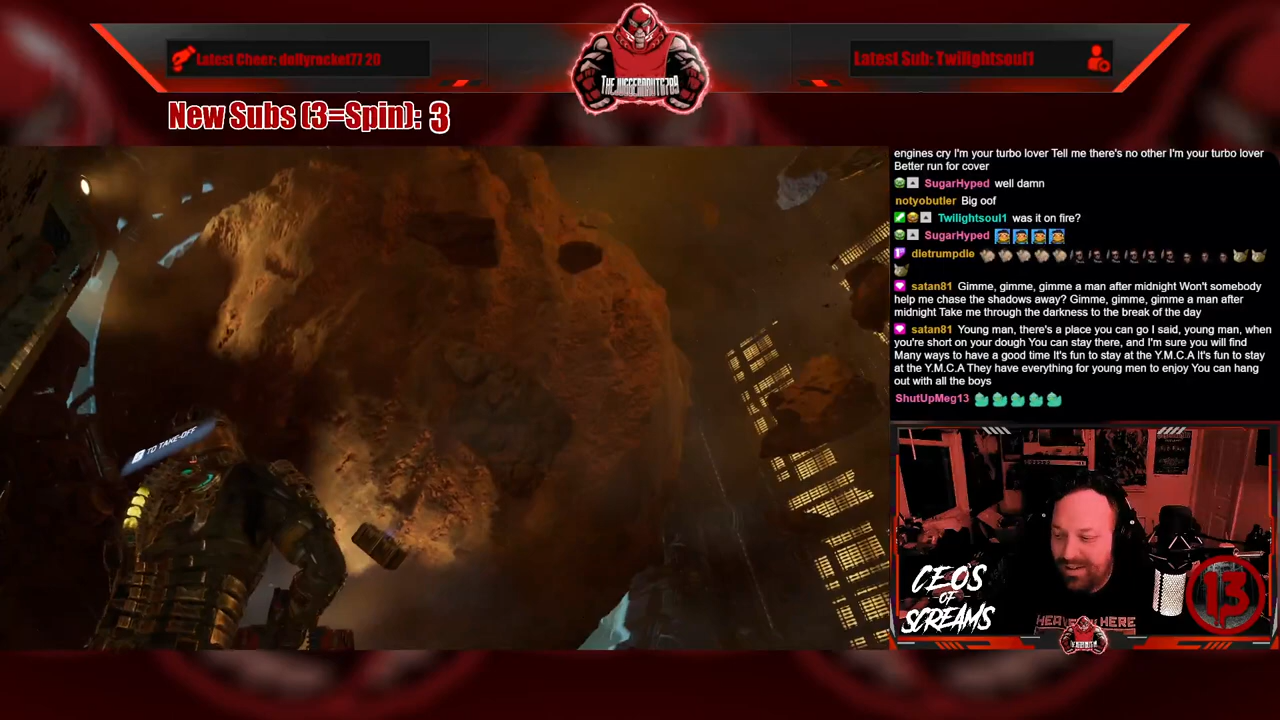 Latest Cheer: dollyrocket77 20
THEJUGGERNAUT6789
Latest Sub: Twilightsoul1
New Subs (3=Spin): 3
engines cry I'm your turbo lover Tell me there's no other I'm your turbo lover
Better run for cover
SugarHyped well damn
notyobutler Big oof
Twilightsoul1 was it on fire?
SugarHyped
dietrumpdie
satan81 Gimme, gimme, gimme a man after midnight Won't somebody
help me chase the shadows away? Gimme, gimme, gimme a man after
midnight Take me through the darkness to the break of the day
satan81 Young man, there's a place you can go I said, young man, when
you're short on your dough You can stay there, and I'm sure you will find
Many ways to have a good time It's fun to stay at the Y.M.C.A It's fun to stay
at the Y.M.C.A They have everything for young men to enjoy You can hang
out with all the boys
ShutUpMeg13
TO TAKE-OFF
CEOS
OF
SCREAMS
13
HERE